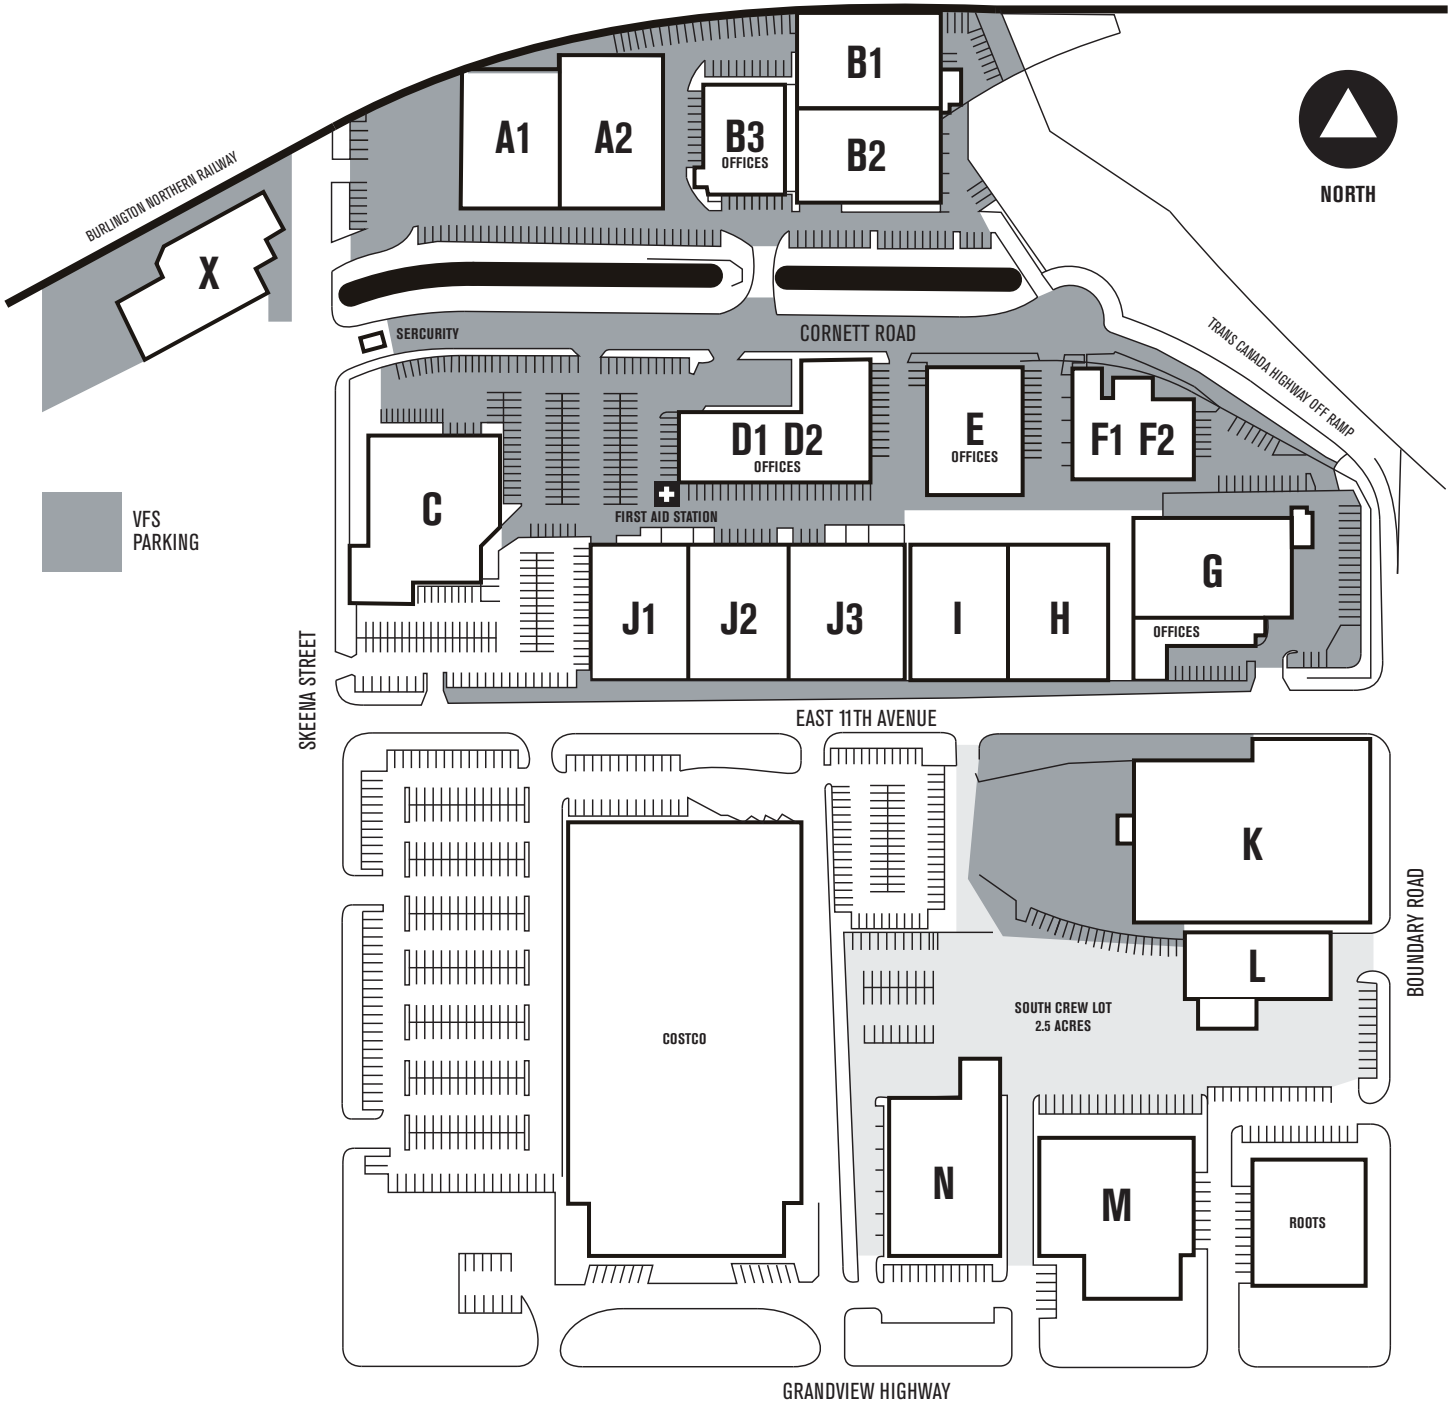 B1
A1
A2
B3
OFFICES
B2
NORTH
BURLINGTON NORTHERN RAILWAY
X
SERCURITY
CORNETT ROAD
TRANS CANADA HIGHWAY OFF RAMP
D1 D2
OFFICES
E
OFFICES
F1 F2
C
FIRST AID STATION
VFS
PARKING
G
OFFICES
J1
J2
J3
I
H
SKEENA STREET
EAST 11TH AVENUE
K
BOUNDARY ROAD
L
SOUTH CREW LOT
2.5 ACRES
COSTCO
N
M
ROOTS
GRANDVIEW HIGHWAY